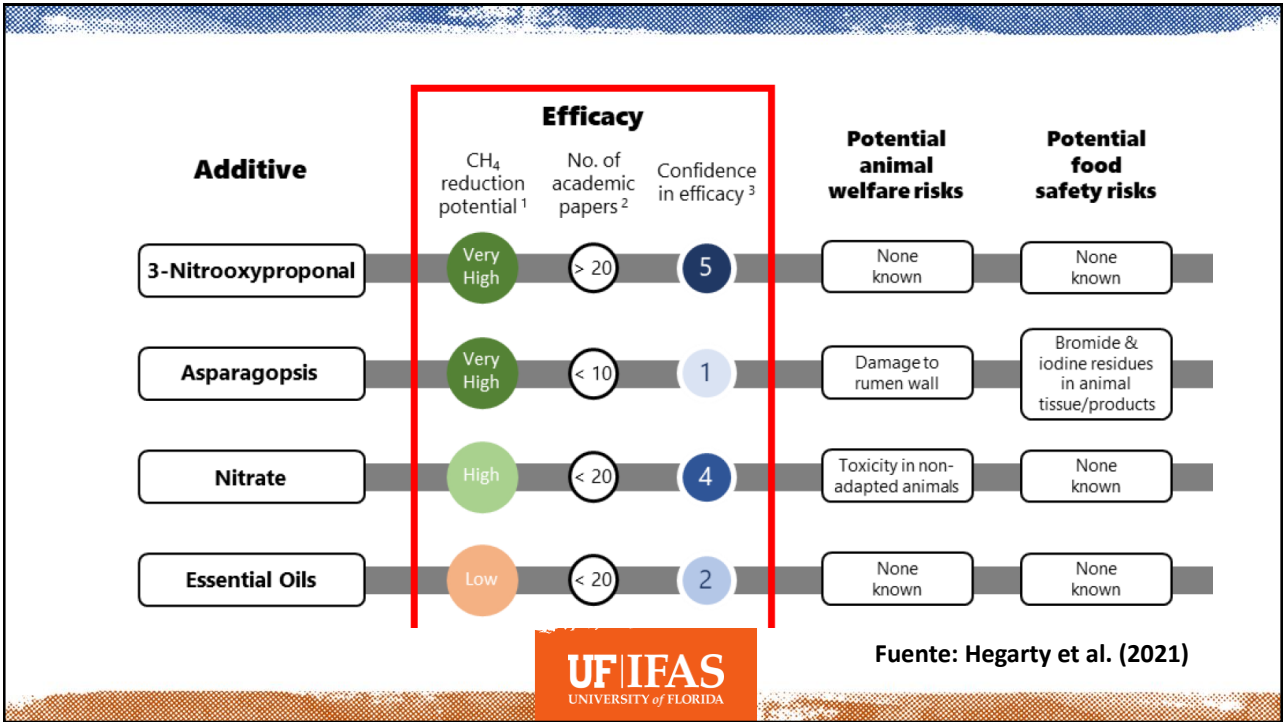 Efficacy
Additive
CH₄
reduction
potential ¹
No. of
academic
papers ²
Confidence
in efficacy ³
Potential
animal
welfare risks
Potential
food
safety risks
3-Nitrooxyproponal
Very
High
> 20
5
None
known
None
known
Asparagopsis
Very
High
< 10
1
Damage to
rumen wall
Bromide &
iodine residues
in animal
tissue/products
Nitrate
High
< 20
4
Toxicity in non-
adapted animals
None
known
Essential Oils
Low
< 20
2
None
known
None
known
Fuente: Hegarty et al. (2021)
UF|IFAS
UNIVERSITY of FLORIDA